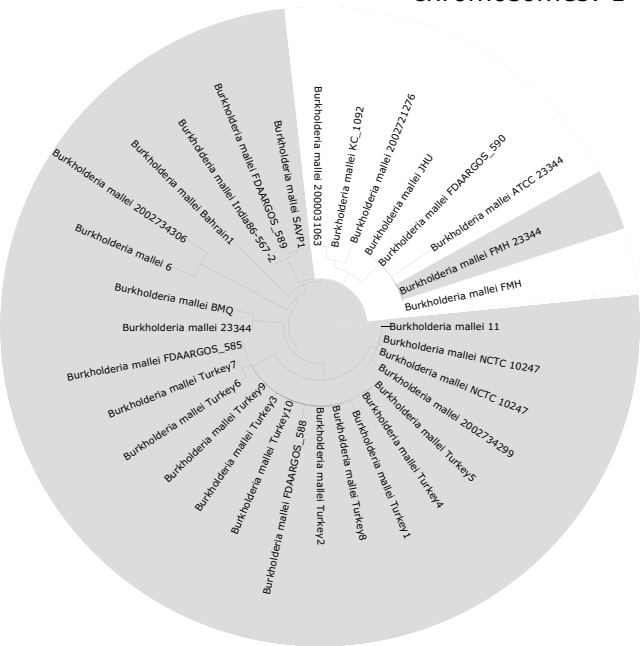 Burkholderia mallei 2000031063
Burkholderia mallei KC_1092
Burkholderia mallei 2002721276
Burkholderia mallei JHU
Burkholderia mallei FDAARGOS_590
Burkholderia mallei ATCC 23344
Burkholderia mallei FMH 23344
Burkholderia mallei FMH
Burkholderia mallei 11
Burkholderia mallei NCTC 10247
Burkholderia mallei NCTC 10247
Burkholderia mallei 2002734299
Burkholderia mallei Turkey5
Burkholderia mallei Turkey4
Burkholderia mallei Turkey1
Burkholderia mallei Turkey8
Burkholderia mallei Turkey2
Burkholderia mallei FDAARGOS_588
Burkholderia mallei Turkey10
Burkholderia mallei Turkey3
Burkholderia mallei Turkey9
Burkholderia mallei Turkey6
Burkholderia mallei Turkey7
Burkholderia mallei FDAARGOS_585
Burkholderia mallei 23344
Burkholderia mallei BMQ
Burkholderia mallei 6
Burkholderia mallei 2002734306
Burkholderia mallei Bahrain1
Burkholderia mallei India86-567-2
Burkholderia mallei FDAARGOS_589
Burkholderia mallei SAVP1